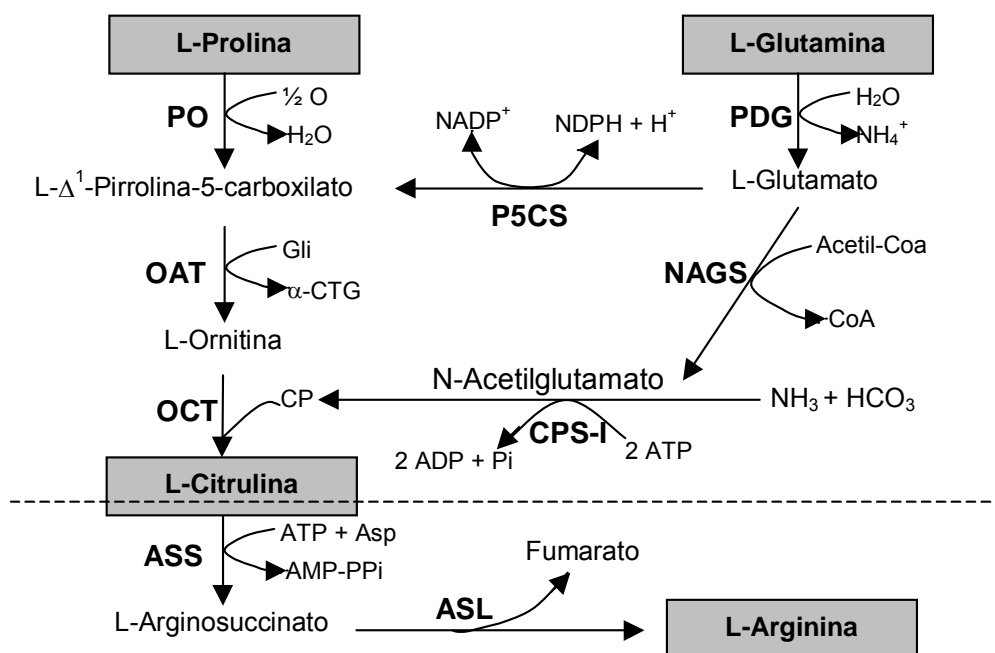 L-Prolina
L-Glutamina
PO
½ O
H₂O
NADP⁺
NDPH + H⁺
PDG
H₂O
NH₄⁺
L-Δ¹-Pirrolina-5-carboxilato
P5CS
L-Glutamato
OAT
Gli
α-CTG
NAGS
Acetil-Coa
CoA
L-Ornitina
N-Acetilglutamato
OCT
CP
NH₃ + HCO₃
CPS-I
2 ADP + Pi
2 ATP
L-Citrulina
ASS
ATP + Asp
AMP-PPi
Fumarato
L-Arginosuccinato
ASL
L-Arginina